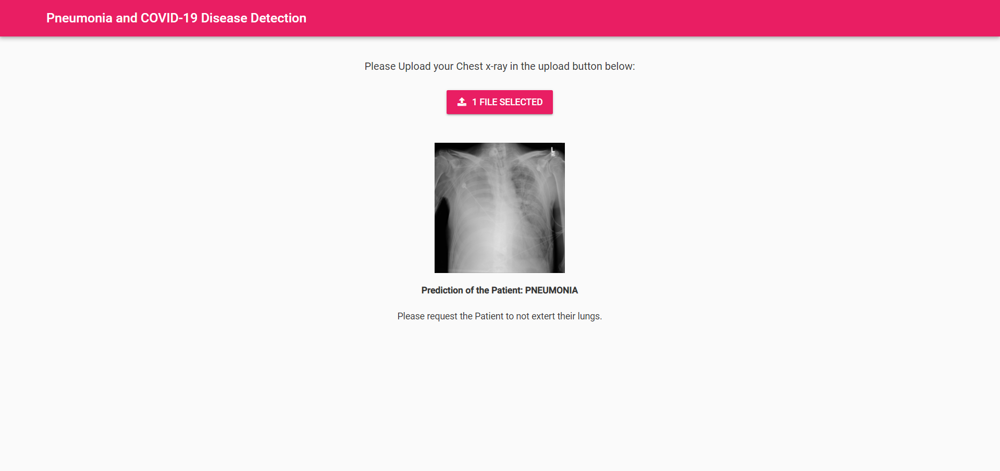 Pneumonia and COVID-19 Disease Detection
Please Upload your Chest x-ray in the upload button below:
1 FILE SELECTED
L
Prediction of the Patient: PNEUMONIA
Please request the Patient to not extert their lungs.